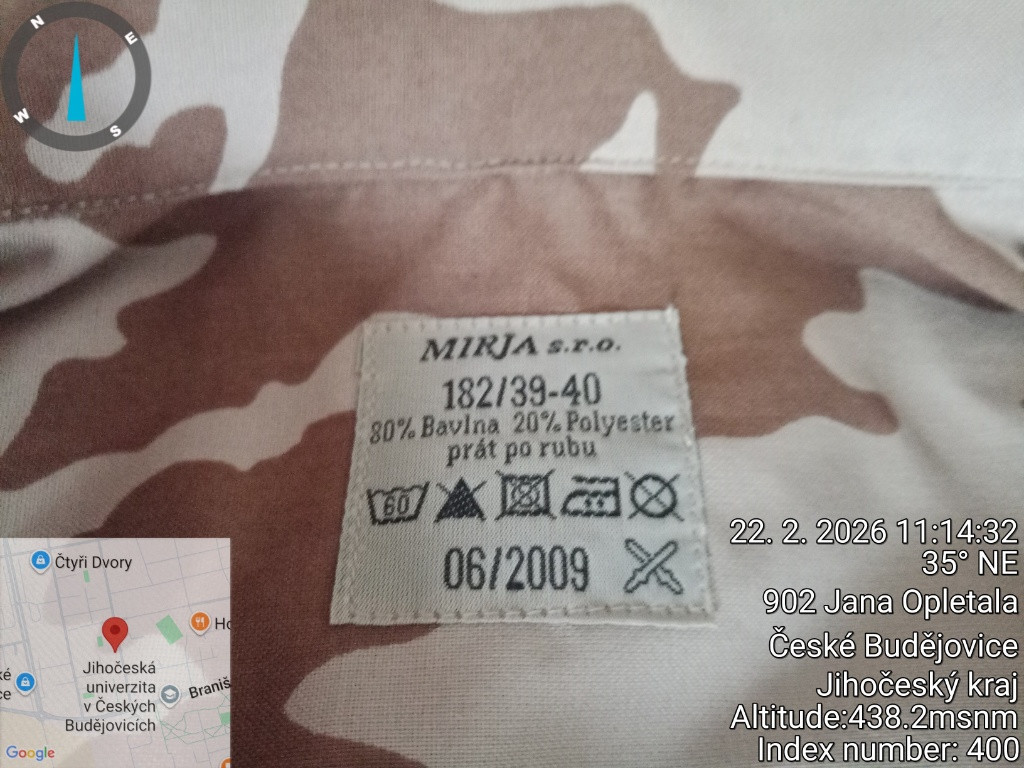 N
E
W
S
MIRJA s.r.o.
182/39-40
80% Bavlna 20% Polyester
prát po rubu
60
06/2009
22. 2. 2026 11:14:32
35° NE
902 Jana Opletala
České Budějovice
Jihočeský kraj
Altitude:438.2msnm
Index number: 400
Čtyři Dvory
Jihočeská
univerzita
v Českých
Budějovicích
Google